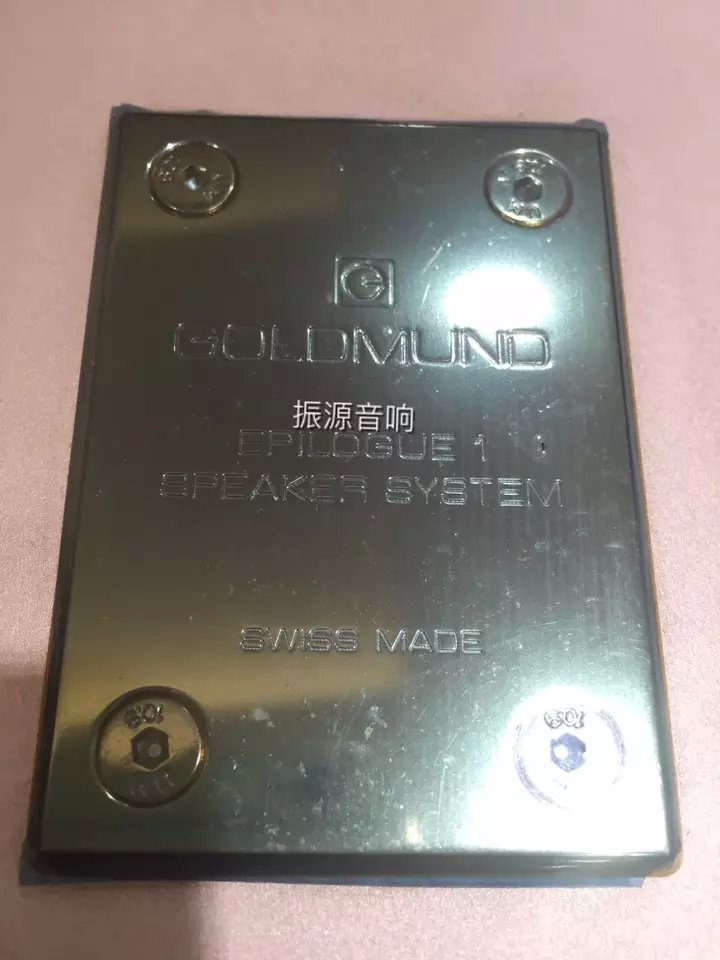 GOLDMUND
振源音响
EPILOGUE 1
SPEAKER SYSTEM
SWISS MADE